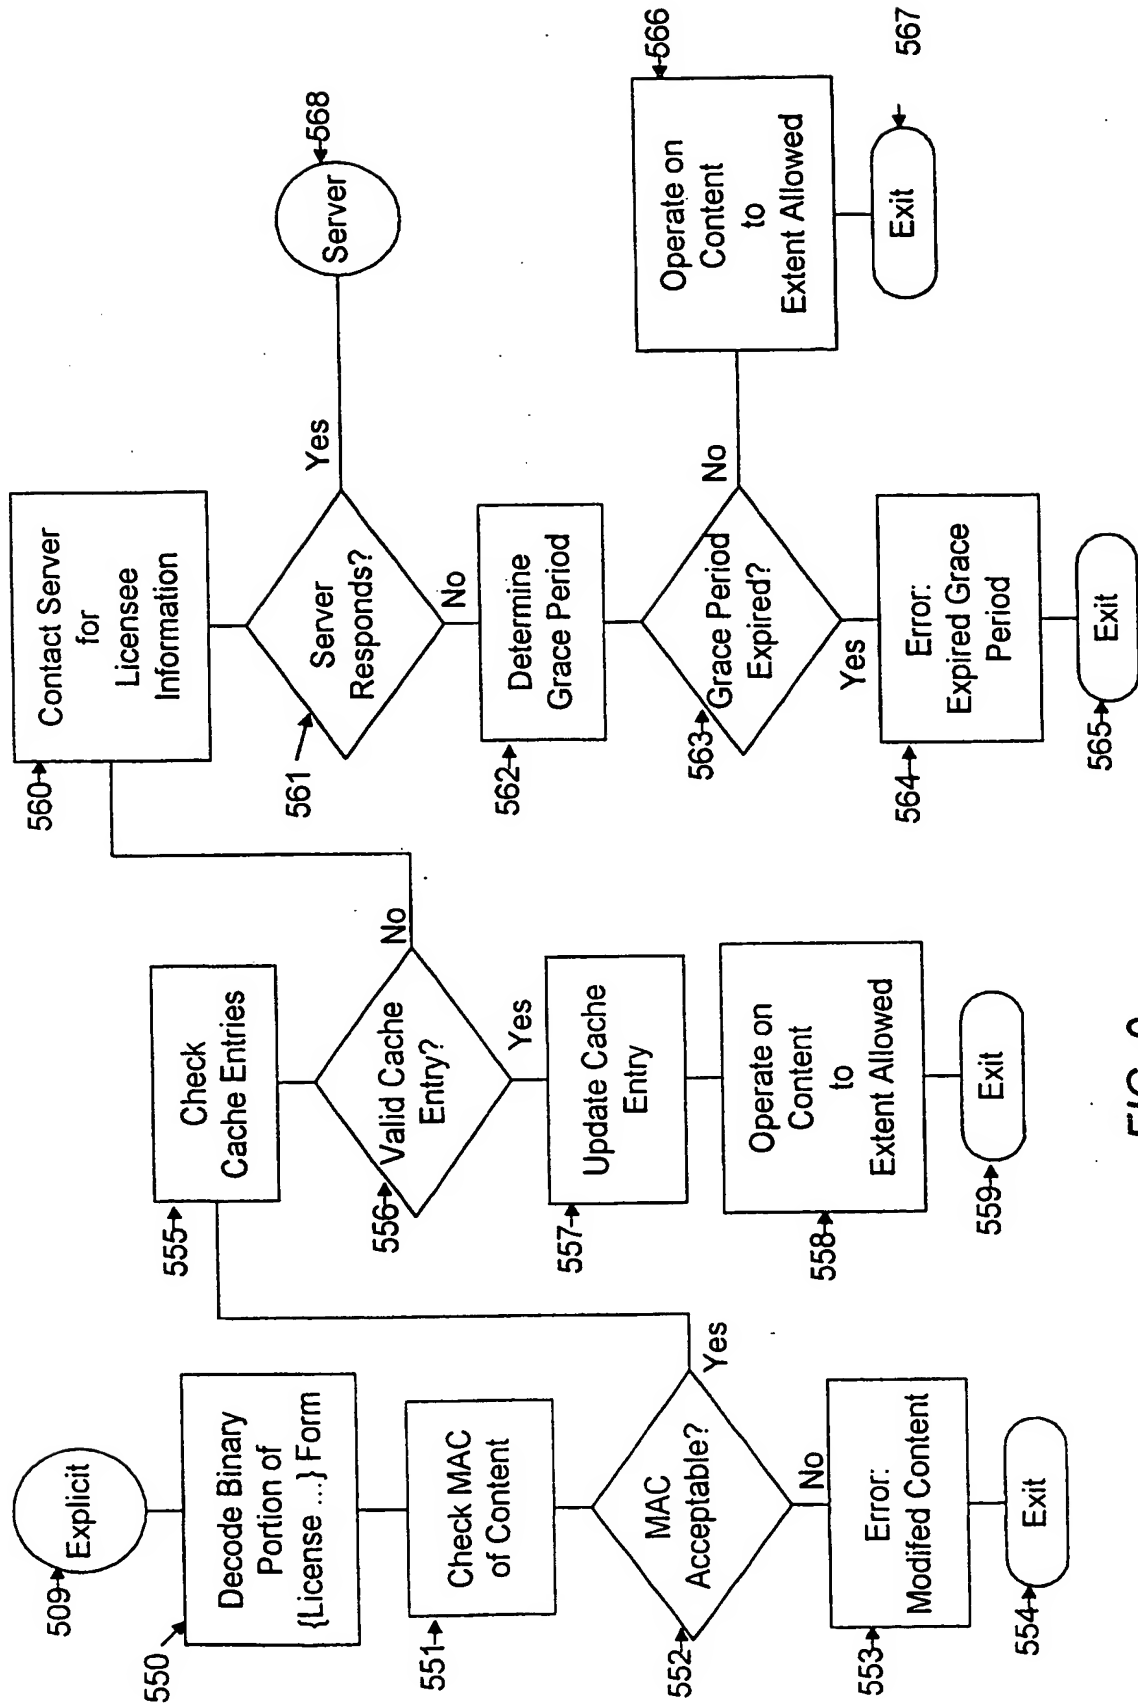 509
Explicit
550
Decode Binary
Portion of
{License ...} Form
551
Check MAC
of Content
552
MAC
Acceptable?
Yes
No
553
Error:
Modifed Content
554
Exit
555
Check
Cache Entries
556
Valid Cache
Entry?
No
Yes
557
Update Cache
Entry
558
Operate on
Content
to
Extent Allowed
559
Exit
560
Contact Server
for
Licensee
Information
561
Server
Responds?
Yes
568
Server
No
562
Determine
Grace Period
563
Grace Period
Expired?
No
Yes
564
Error:
Expired Grace
Period
565
Exit
566
Operate on
Content
to
Extent Allowed
567
Exit